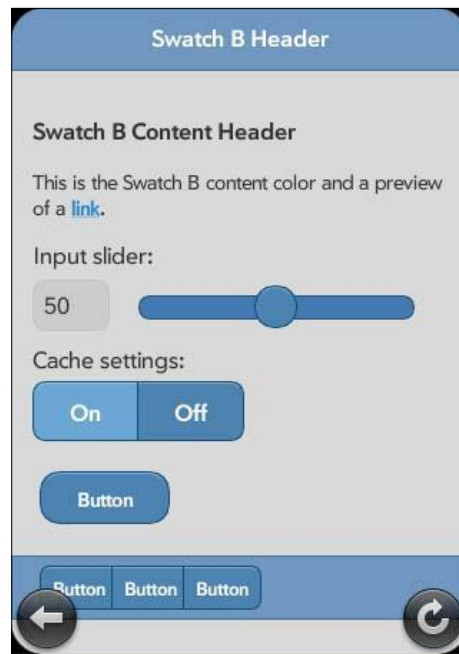 Swatch B Header
Swatch B Content Header
This is the Swatch B content color and a preview
of a link.
Input slider:
50
Cache settings:
On Off
Button
Button Button Button